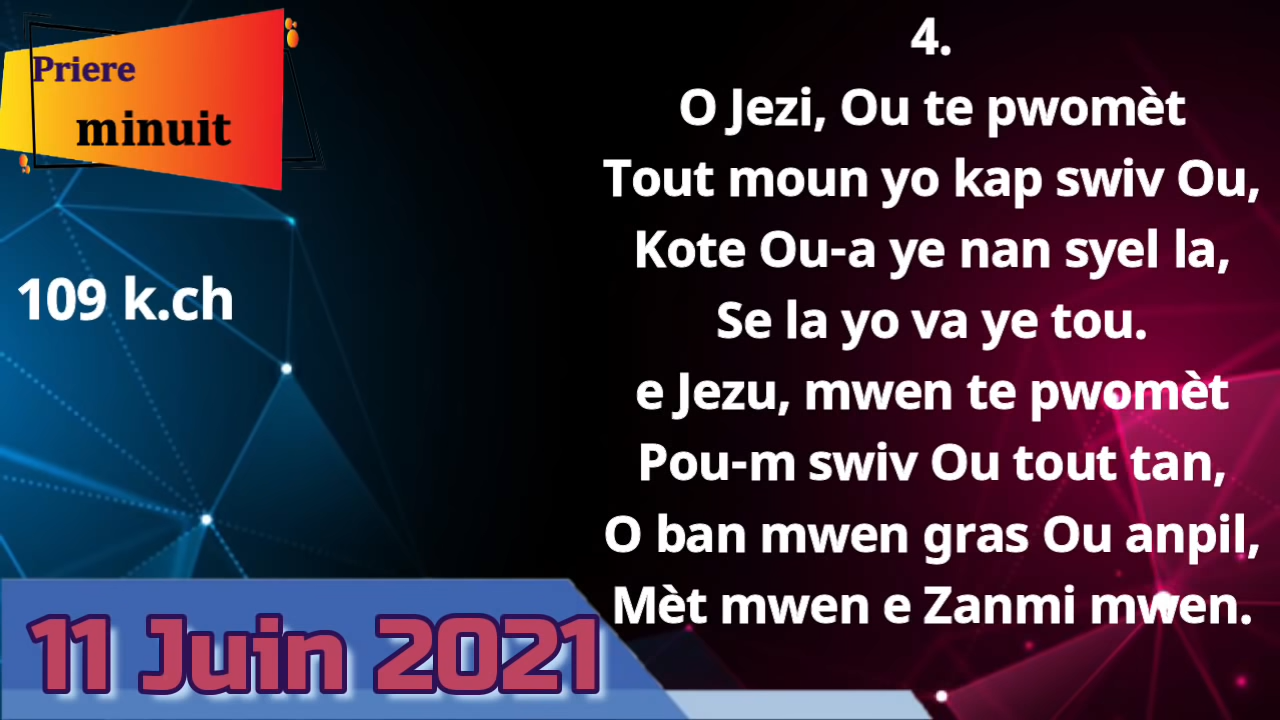 Priere
minuit
109 k.ch
4.
O Jezi, Ou te pwomèt
Tout moun yo kap swiv Ou,
Kote Ou-a ye nan syel la,
Se la yo va ye tou.
e Jezu, mwen te pwomèt
Pou-m swiv Ou tout tan,
O ban mwen gras Ou anpil,
Mèt mwen e Zanmi mwen.
11 Juin 2021